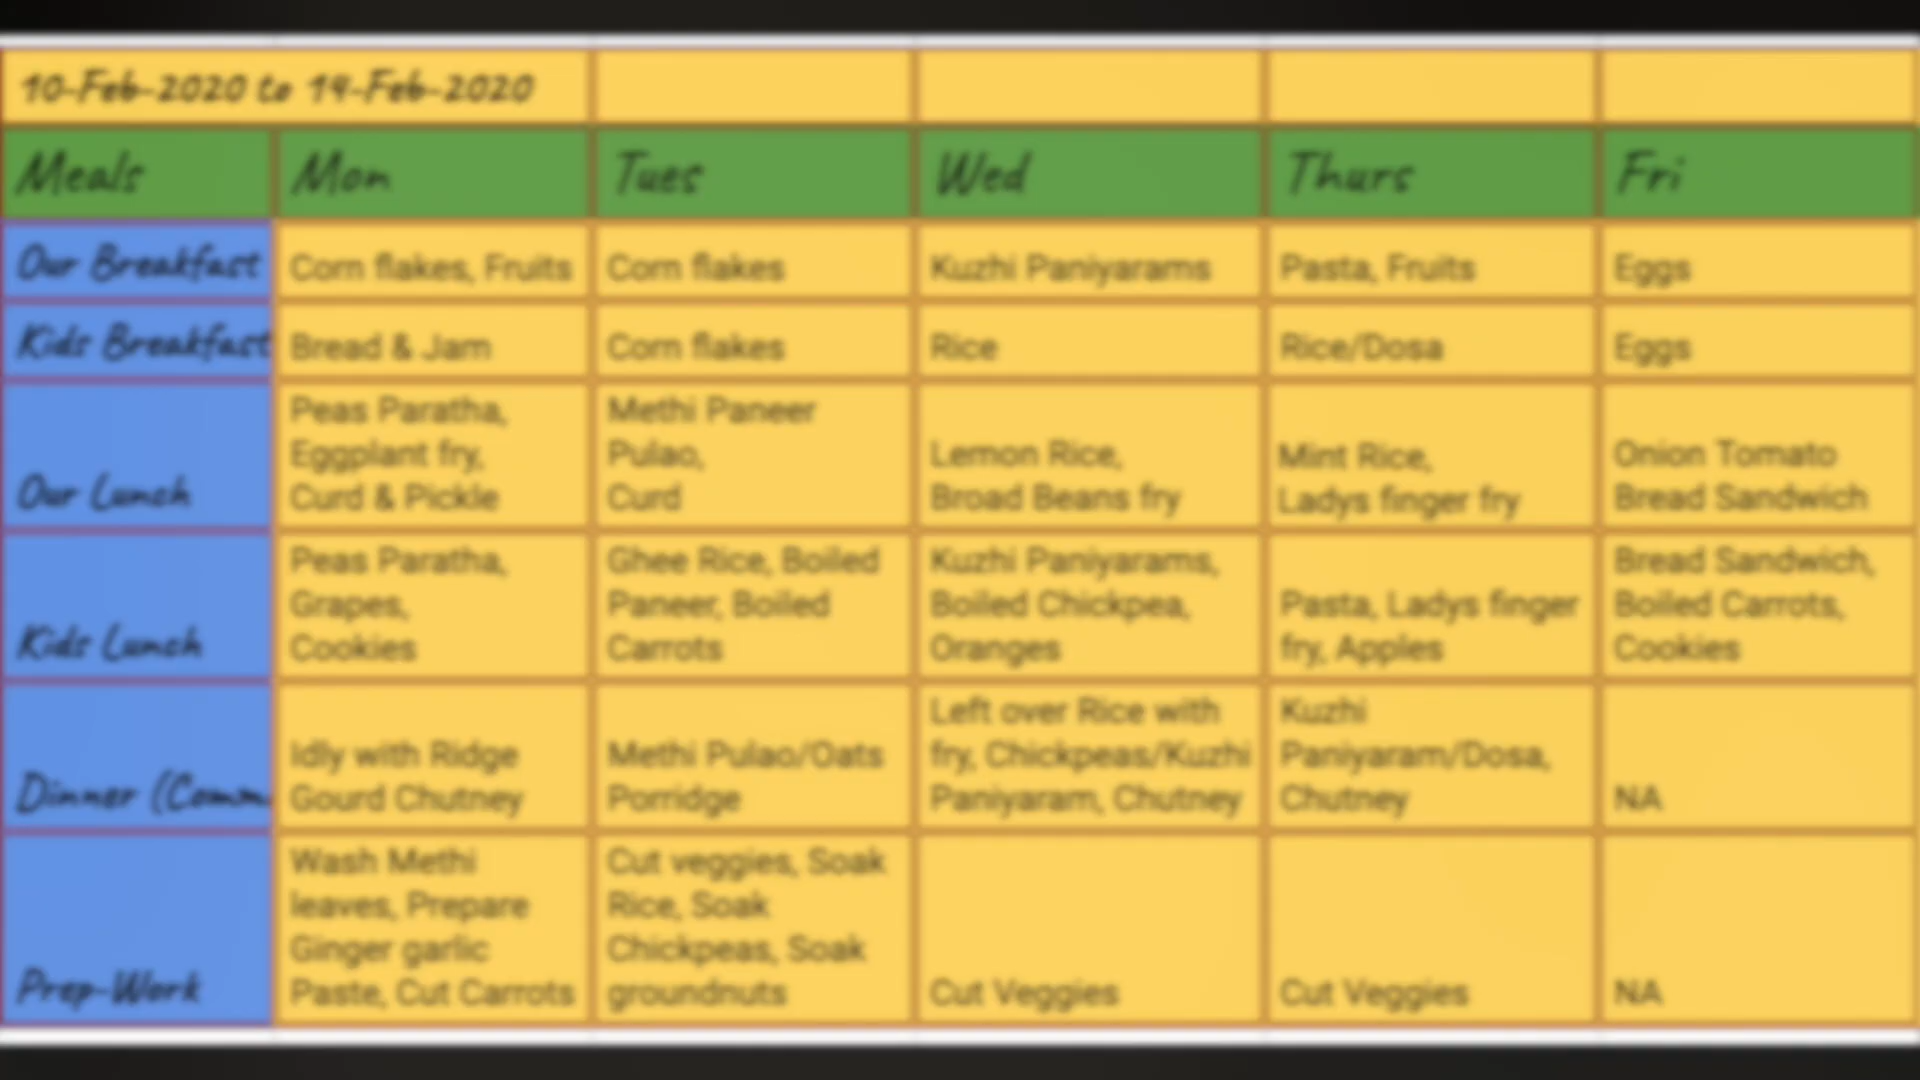 10-Feb-2020 to 14-Feb-2020
Meals Mon Tues Wed Thurs Fri
Our Breakfast Corn flakes, Fruits Corn flakes Kuzhi Paniyarams Pasta, Fruits Eggs
Kids Breakfast Bread & Jam Corn flakes Rice Rice/Dosa Eggs
Our Lunch
Peas Paratha,
Eggplant fry,
Curd & Pickle
Methi Paneer
Pulao,
Curd
Lemon Rice,
Broad Beans fry
Mint Rice,
Ladys finger fry
Onion Tomato
Bread Sandwich
Kids Lunch
Peas Paratha,
Grapes,
Cookies
Ghee Rice, Boiled
Paneer, Boiled
Carrots
Kuzhi Paniyarams,
Boiled Chickpea,
Oranges
Pasta, Ladys finger
fry, Apples
Bread Sandwich,
Boiled Carrots,
Cookies
Dinner (Comm
Idly with Ridge
Gourd Chutney
Methi Pulao/Oats
Porridge
Left over Rice with
fry, Chickpeas/Kuzhi
Paniyaram, Chutney
Kuzhi
Paniyaram/Dosa,
Chutney
NA
Prep-Work
Wash Methi
leaves, Prepare
Ginger garlic
Paste, Cut Carrots
Cut veggies, Soak
Rice, Soak
Chickpeas, Soak
groundnuts
Cut Veggies
Cut Veggies
NA